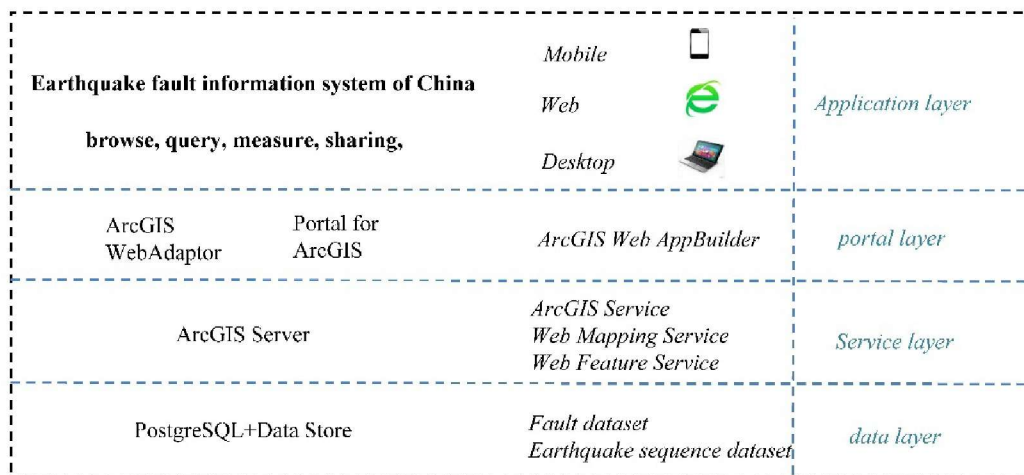 Earthquake fault information system of China
browse, query, measure, sharing,
Mobile
Web
Desktop
Application layer
ArcGIS
WebAdaptor
Portal for
ArcGIS
ArcGIS Web AppBuilder
portal layer
ArcGIS Server
ArcGIS Service
Web Mapping Service
Web Feature Service
Service layer
PostgreSQL+Data Store
Fault dataset
Earthquake sequence dataset
data layer